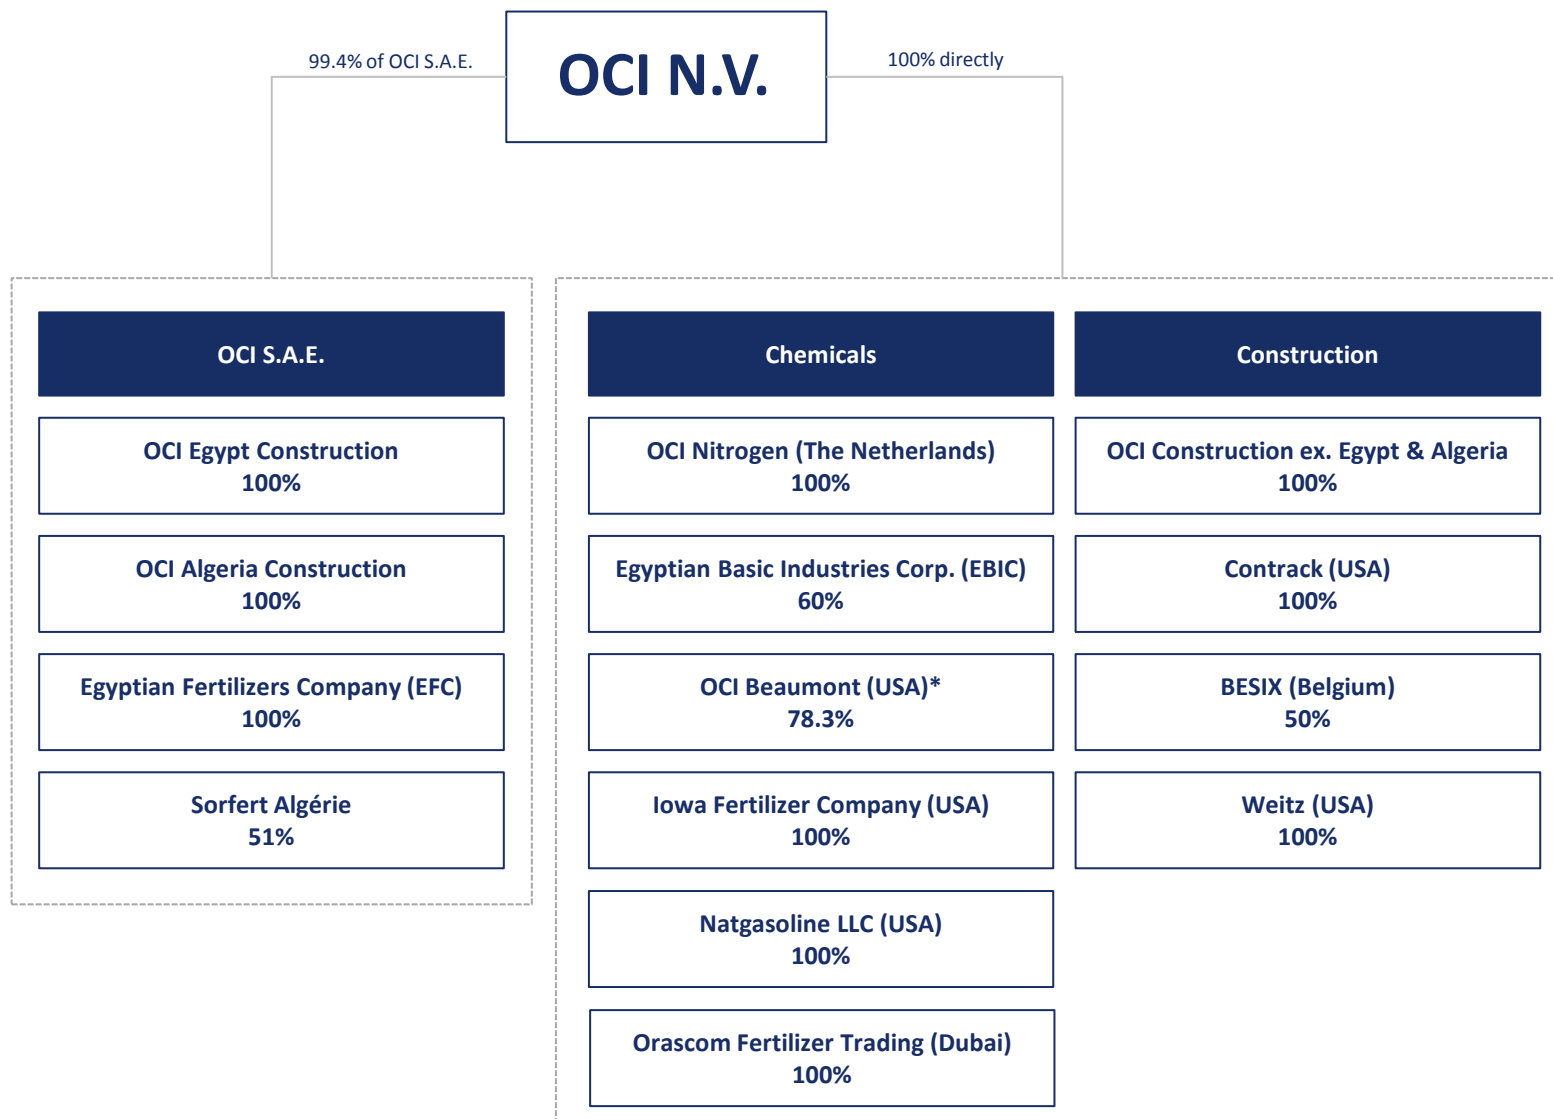 OCI N.V.
99.4% of OCI S.A.E.
100% directly
OCI S.A.E.
OCI Egypt Construction
100%
OCI Algeria Construction
100%
Egyptian Fertilizers Company (EFC)
100%
Sorfert Algérie
51%
Chemicals
OCI Nitrogen (The Netherlands)
100%
Egyptian Basic Industries Corp. (EBIC)
60%
OCI Beaumont (USA)*
78.3%
Iowa Fertilizer Company (USA)
100%
Natgasoline LLC (USA)
100%
Orascom Fertilizer Trading (Dubai)
100%
Construction
OCI Construction ex. Egypt & Algeria
100%
Contrack (USA)
100%
BESIX (Belgium)
50%
Weitz (USA)
100%